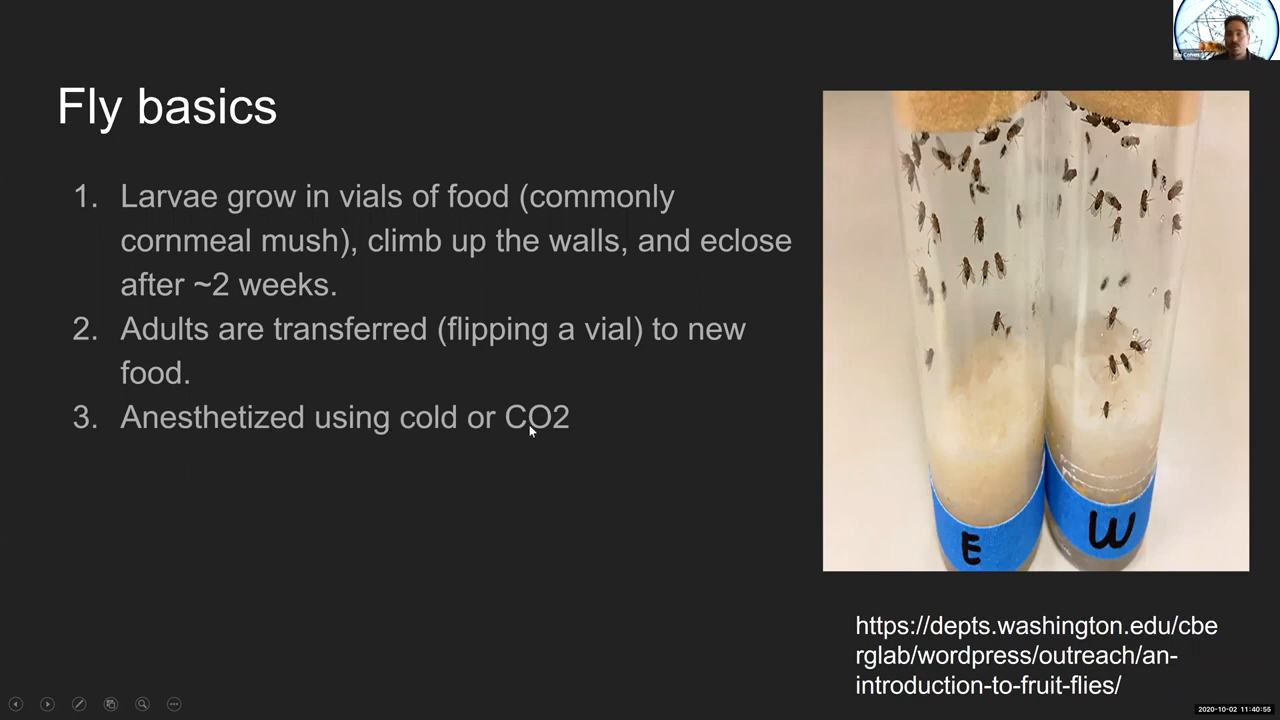 Fly basics
1. Larvae grow in vials of food (commonly
cornmeal mush), climb up the walls, and eclose
after ~2 weeks.
2. Adults are transferred (flipping a vial) to new
food.
3. Anesthetized using cold or CO2
E
W
https://depts.washington.edu/cbe
rglab/wordpress/outreach/an-
introduction-to-fruit-flies/
2020-10-02 11:40:55